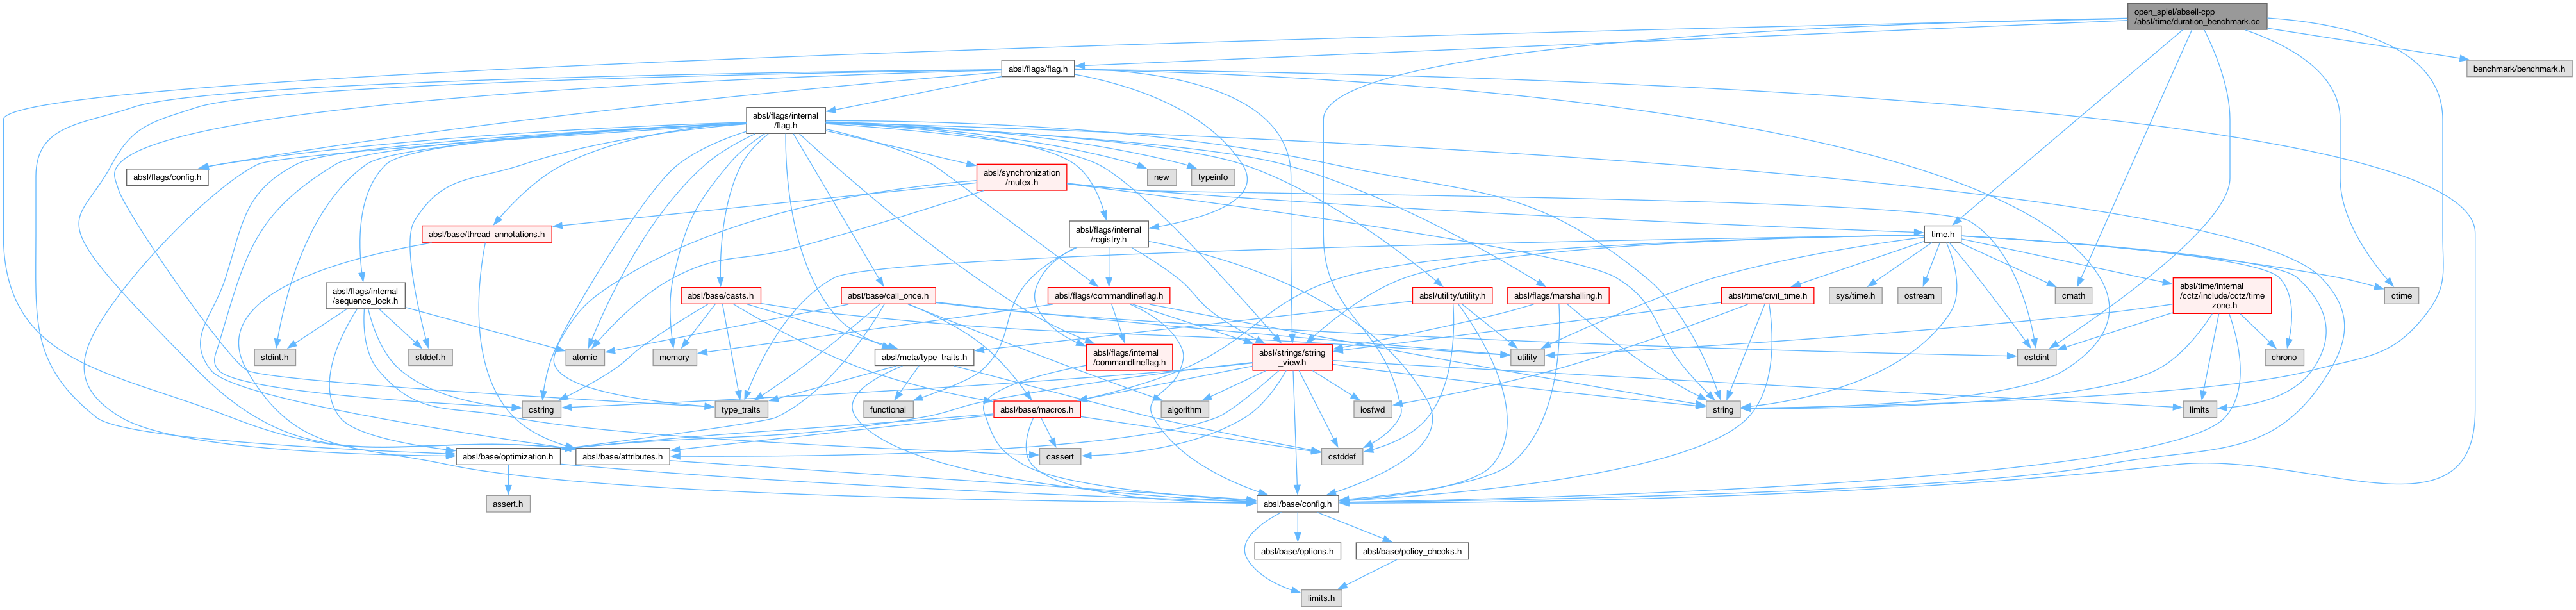 open_spiel/abseil-cpp
/absl/time/duration_benchmark.cc
absl/flags/flag.h
benchmark/benchmark.h
absl/flags/internal
/flag.h
absl/flags/config.h
absl/synchronization
/mutex.h
new
typeinfo
absl/base/thread_annotations.h
absl/flags/internal
/registry.h
time.h
absl/flags/internal
/sequence_lock.h
absl/base/casts.h
absl/base/call_once.h
absl/flags/commandlineflag.h
absl/utility/utility.h
absl/flags/marshalling.h
absl/time/civil_time.h
sys/time.h
ostream
cmath
absl/time/internal
/cctz/include/cctz/time
_zone.h
ctime
stdint.h
stddef.h
atomic
memory
absl/meta/type_traits.h
absl/flags/internal
/commandlineflag.h
absl/strings/string
_view.h
utility
cstdint
chrono
cstring
type_traits
functional
absl/base/macros.h
algorithm
iosfwd
string
limits
absl/base/optimization.h
absl/base/attributes.h
cassert
cstddef
assert.h
absl/base/config.h
absl/base/options.h
absl/base/policy_checks.h
limits.h